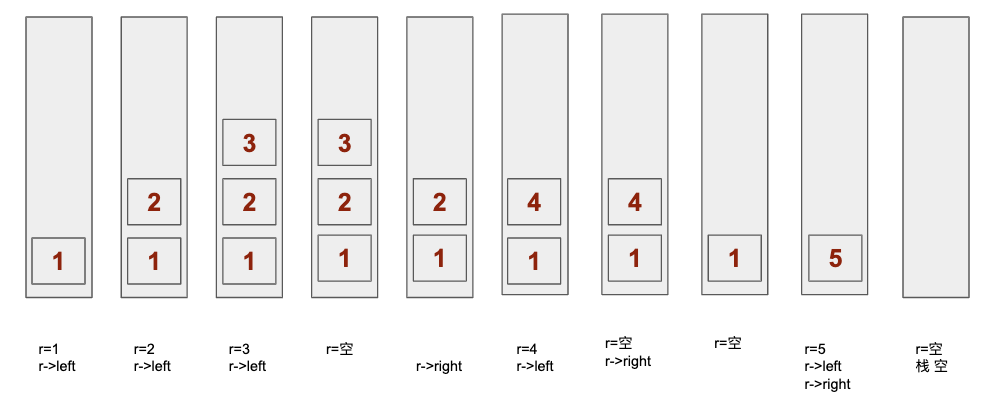 3
3
2
2
2
2
4
4
1
1
1
1
1
1
1
1
5
r=1
r->left
r=2
r->left
r=3
r->left
r=空
r->right
r=4
r->left
r=空
r->right
r=空
r=5
r->left
r->right
r=空
栈 空